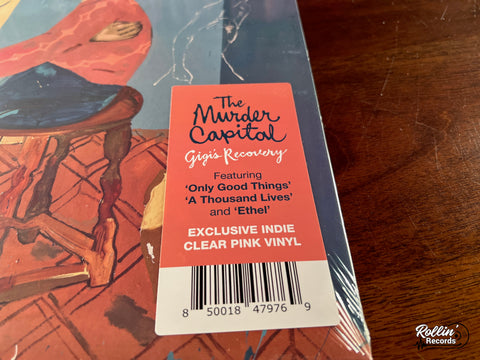 The
Murder
Capital
Gigi's Recovery
Featuring
'Only Good Things'
'A Thousand Lives'
and 'Ethel'
EXCLUSIVE INDIE
CLEAR PINK VINYL
8 50018 47976 9
Rollin'
Records